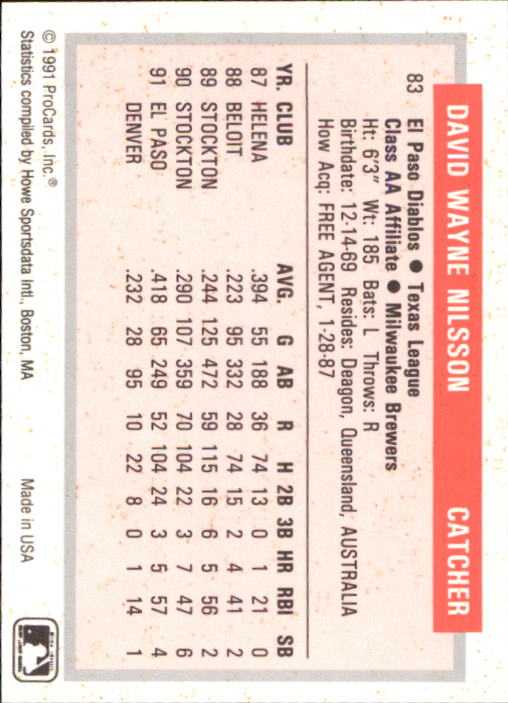 DAVID WAYNE NILSSON CATCHER
83 El Paso Diablos ● Texas League
Class AA Affiliate ● Milwaukee Brewers
Ht: 6'3" Wt: 185 Bats: L Throws: R
Birthdate: 12-14-69 Resides: Deagon, Queensland, AUSTRALIA
How Acq: FREE AGENT, 1-28-87
YR. CLUB AVG. G AB R H 2B 3B HR RBI SB
87 HELENA .394 55 188 36 74 13 0 1 21 0
88 BELOIT .223 95 332 28 74 15 2 4 41 2
89 STOCKTON .244 125 472 59 115 16 6 5 56 2
90 STOCKTON .290 107 359 70 104 22 3 7 47 6
91 EL PASO .418 65 249 52 104 24 3 5 57 4
DENVER .232 28 95 10 22 8 0 1 14 1
© 1991 ProCards, Inc.®
Statistics compiled by Howe Sportsdata Intl., Boston, MA Made in USA